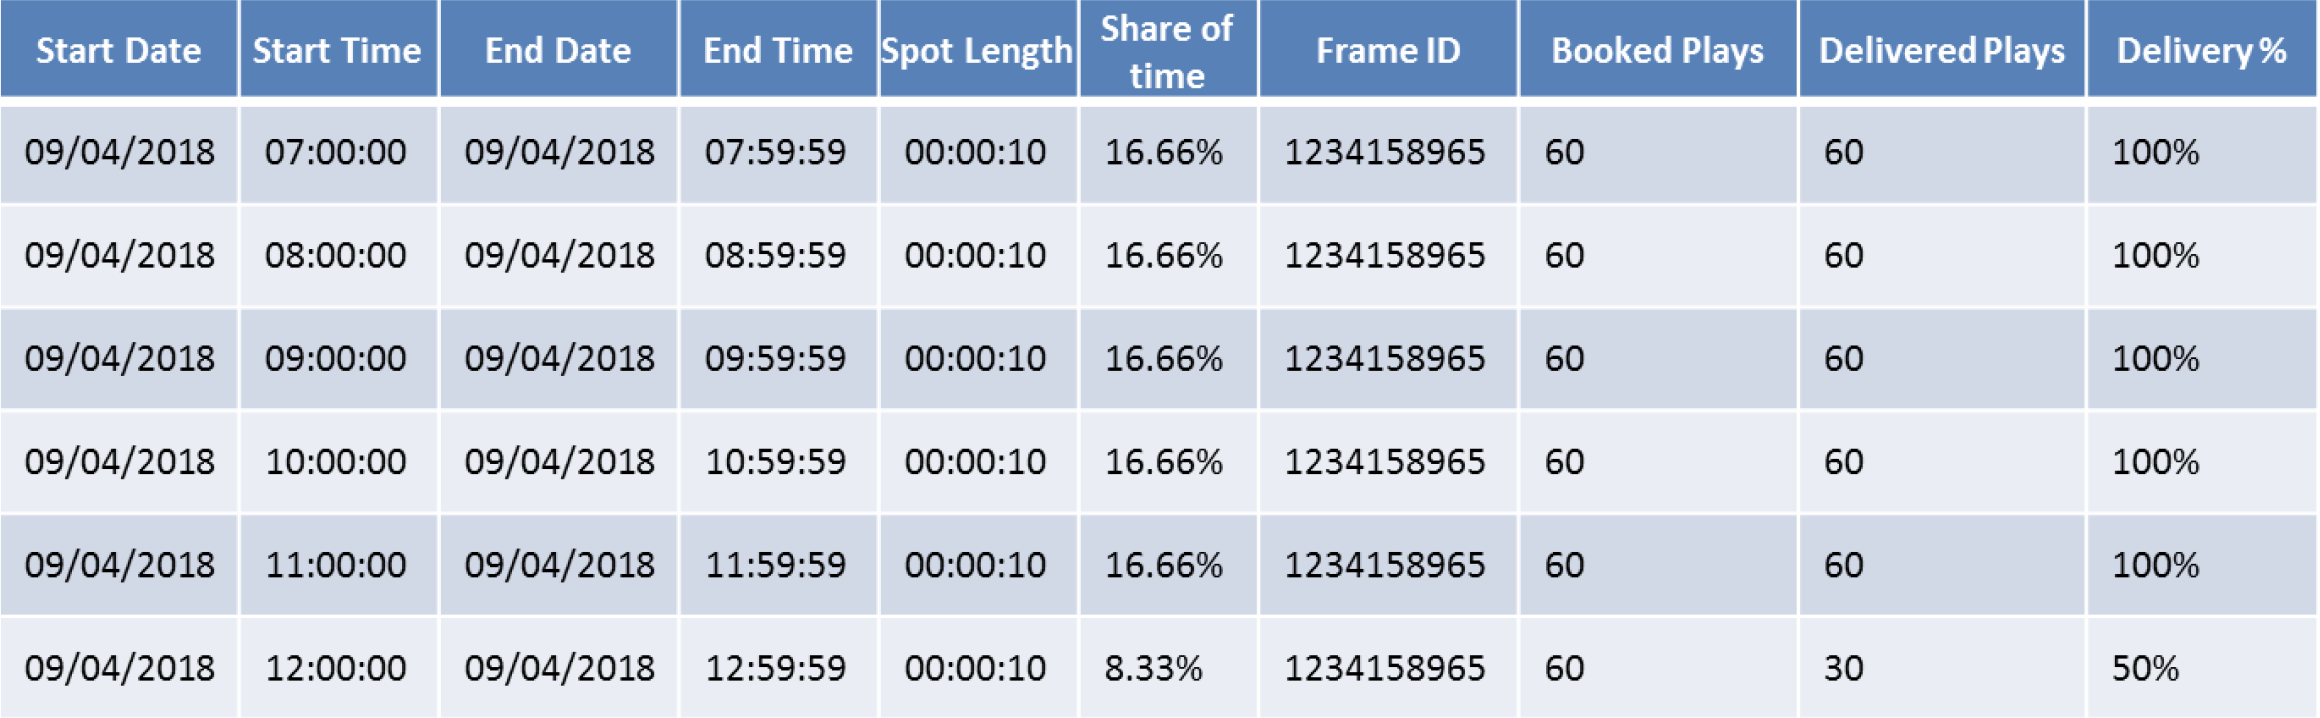 Start Date Start Time End Date End Time Spot Length Share of time Frame ID Booked Plays Delivered Plays Delivery %
09/04/2018 07:00:00 09/04/2018 07:59:59 00:00:10 16.66% 1234158965 60 60 100%
09/04/2018 08:00:00 09/04/2018 08:59:59 00:00:10 16.66% 1234158965 60 60 100%
09/04/2018 09:00:00 09/04/2018 09:59:59 00:00:10 16.66% 1234158965 60 60 100%
09/04/2018 10:00:00 09/04/2018 10:59:59 00:00:10 16.66% 1234158965 60 60 100%
09/04/2018 11:00:00 09/04/2018 11:59:59 00:00:10 16.66% 1234158965 60 60 100%
09/04/2018 12:00:00 09/04/2018 12:59:59 00:00:10 8.33% 1234158965 60 30 50%